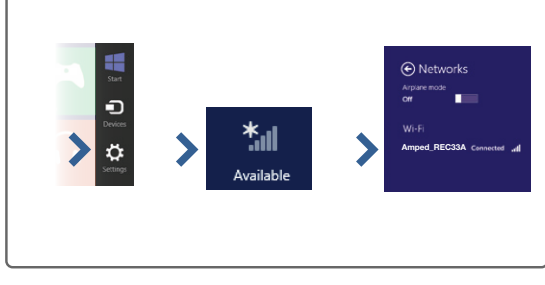 Start
Devices
Settings
Available
Networks
Airplane mode
Off
Wi-Fi
Amped_REC33A Connected